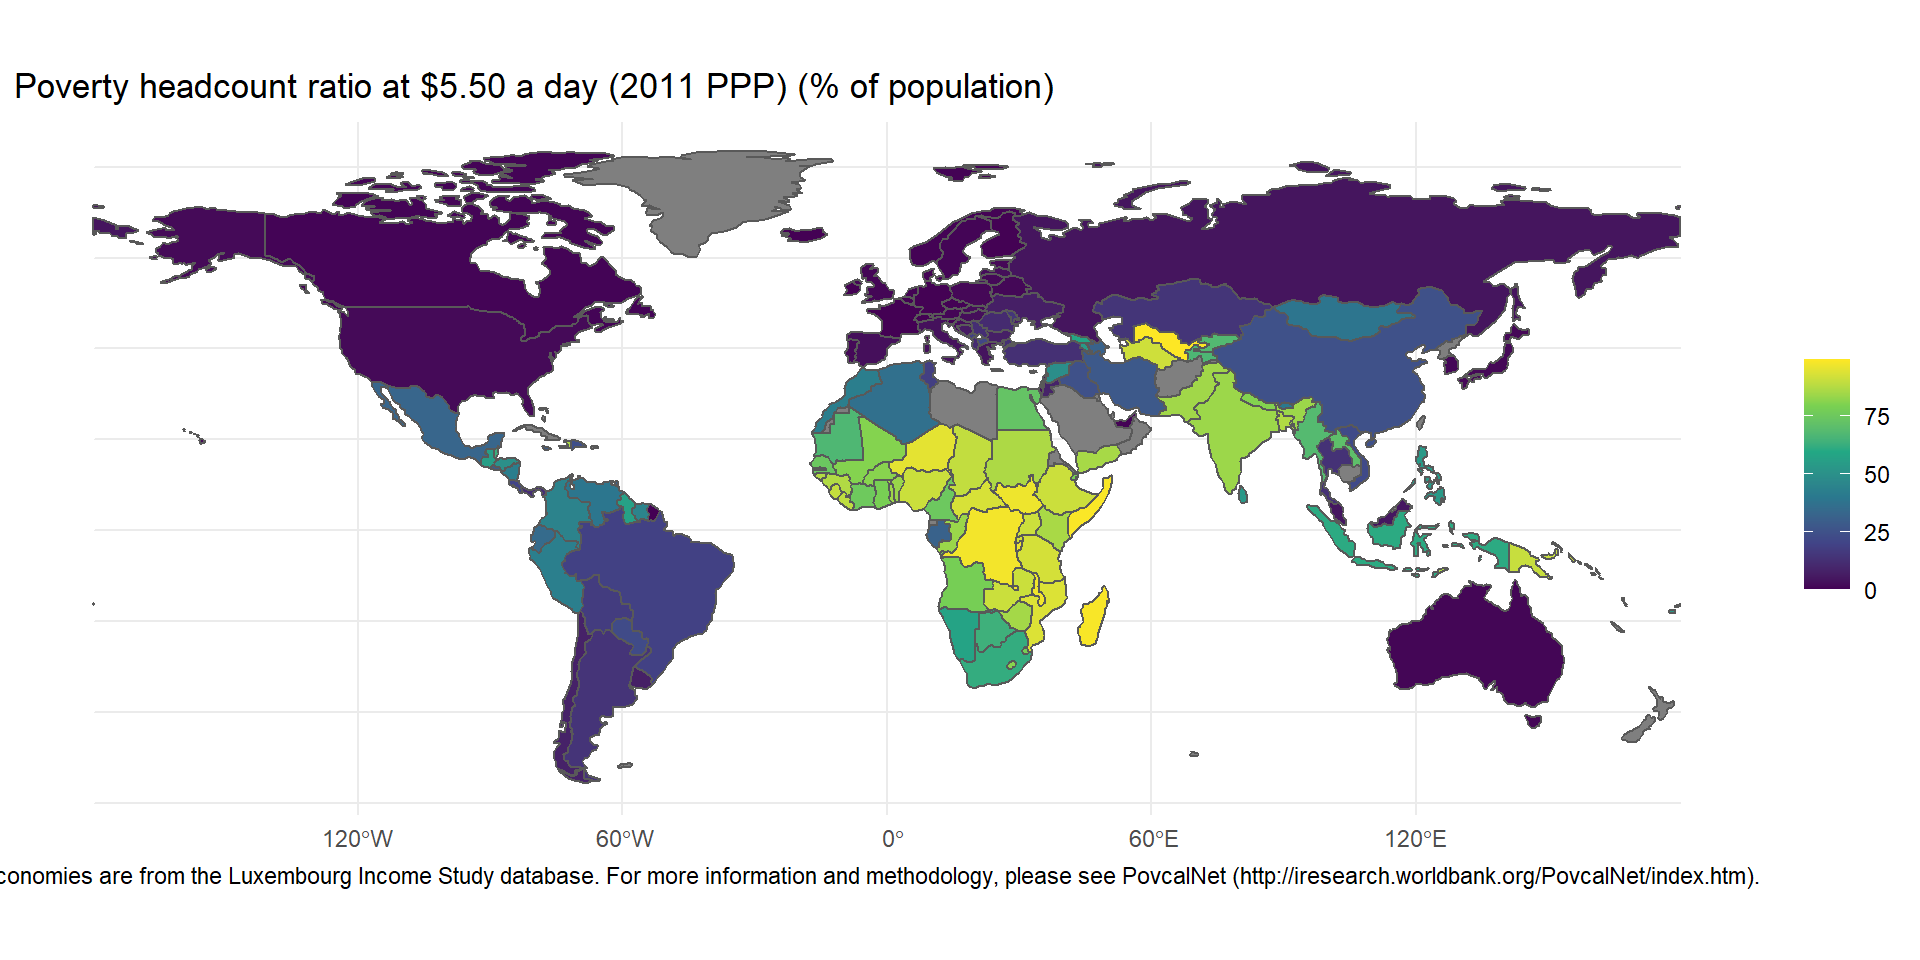 Poverty headcount ratio at $5.50 a day (2011 PPP) (% of population)
75
50
25
0
120°W 60°W 0° 60°E 120°E
conomies are from the Luxembourg Income Study database. For more information and methodology, please see PovcalNet (http://iresearch.worldbank.org/PovcalNet/index.htm).